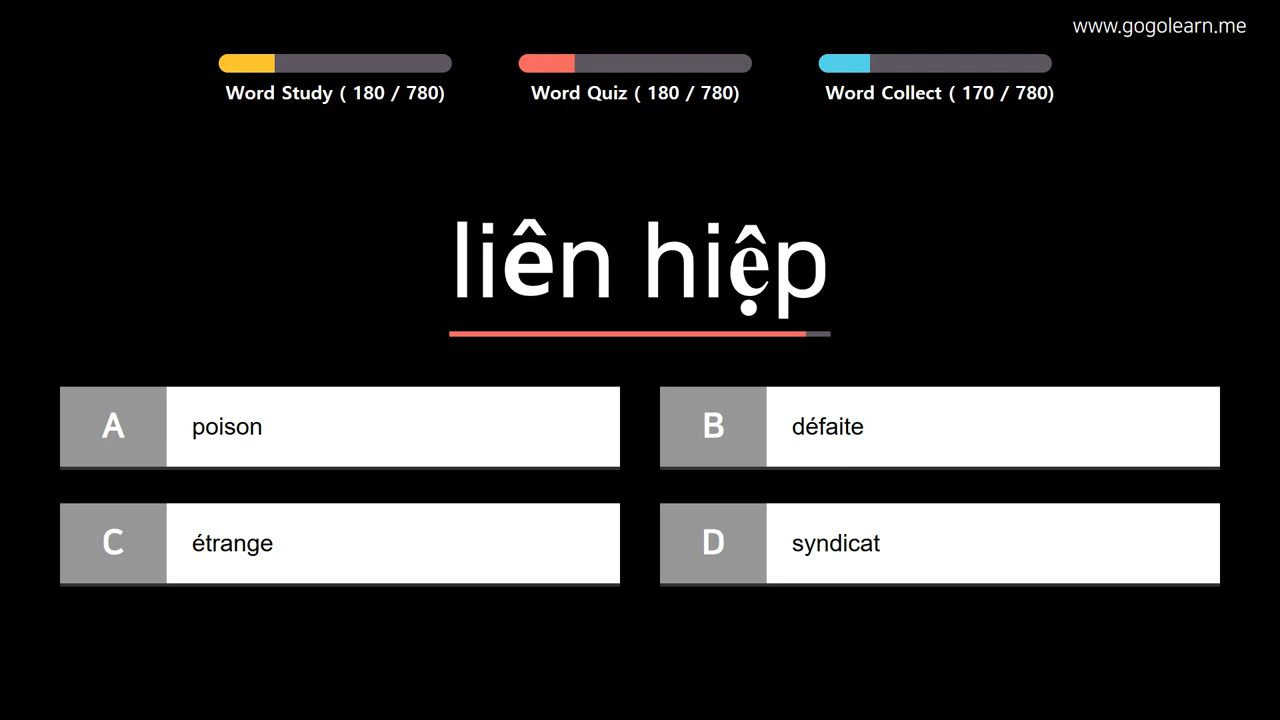 www.gogolearn.me
Word Study ( 180 / 780)
Word Quiz ( 180 / 780)
Word Collect ( 170 / 780)
liên hiệp
A poison
B défaite
C étrange
D syndicat